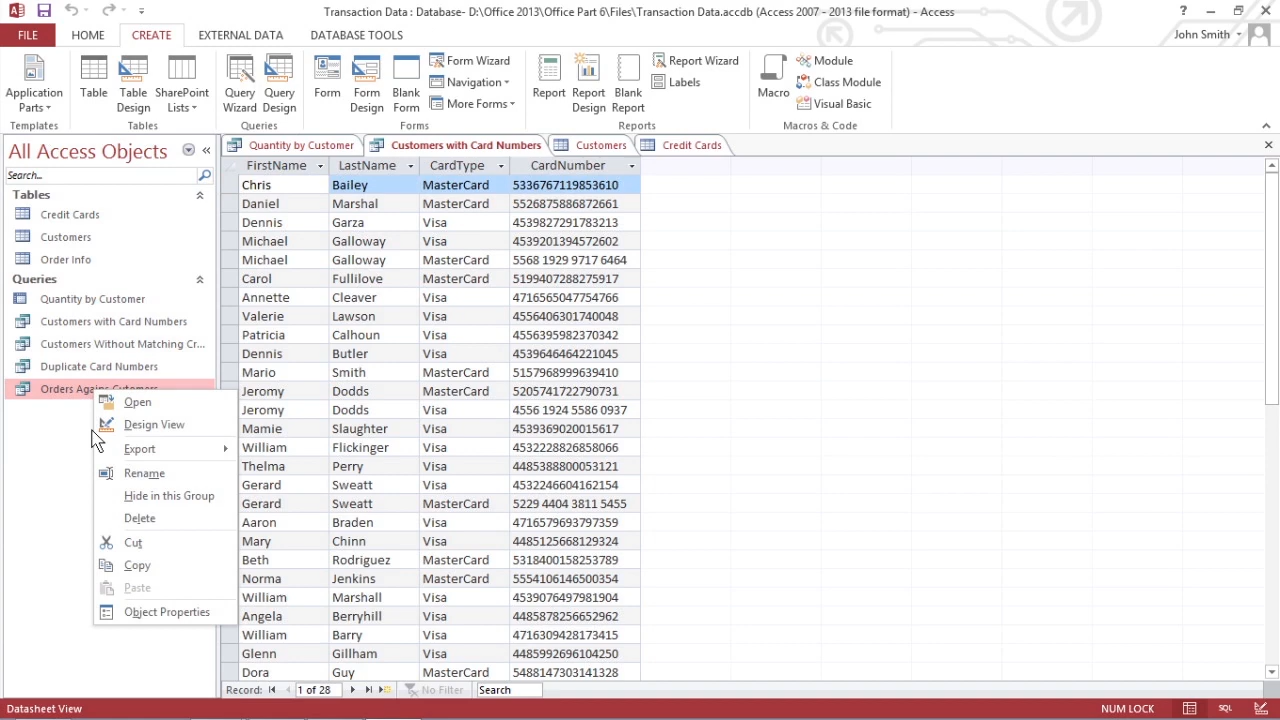 Transaction Data : Database- D:\Office 2013\Office Part 6\Files\Transaction Data.accdb (Access 2007 - 2013 file format) - Access
FILE HOME CREATE EXTERNAL DATA DATABASE TOOLS John Smith
Application Parts Table Table Design SharePoint Lists Query Wizard Query Design Form Form Design Blank Form Form Wizard Navigation More Forms Report Report Design Blank Report Report Wizard Labels Macro Module Class Module Visual Basic
Templates Tables Queries Forms Reports Macros & Code
All Access Objects
Search...
Tables
Credit Cards
Customers
Order Info
Queries
Quantity by Customer
Customers with Card Numbers
Customers Without Matching Cr...
Duplicate Card Numbers
Orders Agains Cutomers
Open
Design View
Export
Rename
Hide in this Group
Delete
Cut
Copy
Paste
Object Properties
Quantity by Customer Customers with Card Numbers Customers Credit Cards
FirstName LastName CardType CardNumber
Chris Bailey MasterCard 5336767119853610
Daniel Marshal MasterCard 5526875886872661
Dennis Garza Visa 4539827291783213
Michael Galloway Visa 4539201394572602
Michael Galloway MasterCard 5568 1929 9717 6464
Carol Fullilove MasterCard 5199407288275917
Annette Cleaver Visa 4716565047754766
Valerie Lawson Visa 4556406301740048
Patricia Calhoun Visa 4556395982370342
Dennis Butler Visa 4539646464221045
Mario Smith MasterCard 5157968999639410
Jeromy Dodds MasterCard 5205741722790731
Jeromy Dodds Visa 4556 1924 5586 0937
Mamie Slaughter Visa 4539369020015617
William Flickinger Visa 4532228826858066
Thelma Perry Visa 4485388800053121
Gerard Sweatt Visa 4532246604162154
Gerard Sweatt MasterCard 5229 4404 3811 5455
Aaron Braden Visa 4716579693797359
Mary Chinn Visa 4485125668129324
Beth Rodriguez MasterCard 5318400158253789
Norma Jenkins MasterCard 5554106146500354
William Marshall Visa 4539076497981904
Angela Berryhill Visa 4485878256652962
William Barry Visa 4716309428173415
Glenn Gillham Visa 4485992696104250
Dora Guy MasterCard 5488147303141328
Record: 1 of 28 No Filter Search
Datasheet View NUM LOCK SQL